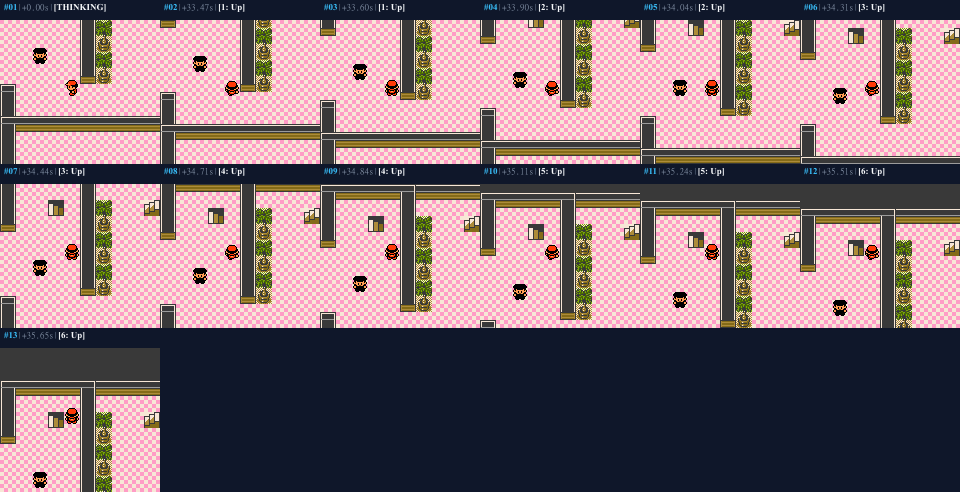 #01|+0.00s|[THINKING]
#02|+33.47s|[1: Up]
#03|+33.60s|[1: Up]
#04|+33.90s|[2: Up]
#05|+34.04s|[2: Up]
#06|+34.31s|[3: Up]
#07|+34.44s|[3: Up]
#08|+34.71s|[4: Up]
#09|+34.84s|[4: Up]
#10|+35.11s|[5: Up]
#11|+35.24s|[5: Up]
#12|+35.51s|[6: Up]
#13|+35.65s|[6: Up]